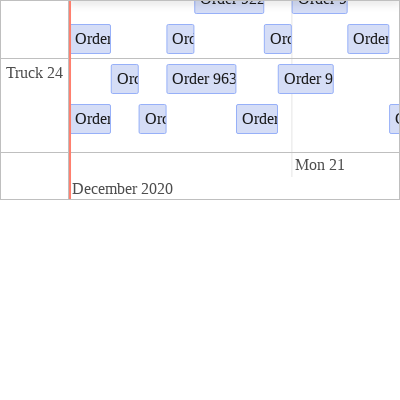 Order 922 Order 9
Order Orc Orc Order
Truck 24 Orc Order 963 Order 9
Order Orc Order
Mon 21
December 2020